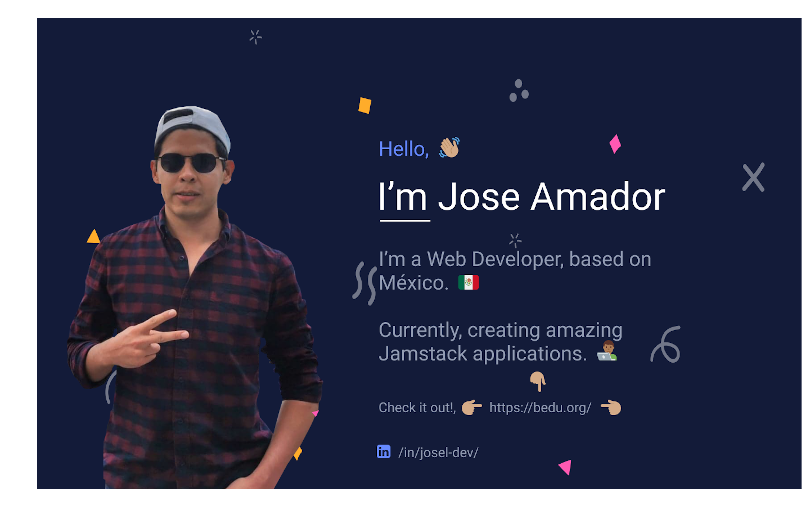 Hello, 👋🏼
I'm Jose Amador
I'm a Web Developer, based on
México. 🇲🇽
Currently, creating amazing
Jamstack applications. 👨🏽‍💻
👇🏼
Check it out!, 👉🏼 https://bedu.org/ 👈🏼
in /in/josel-dev/